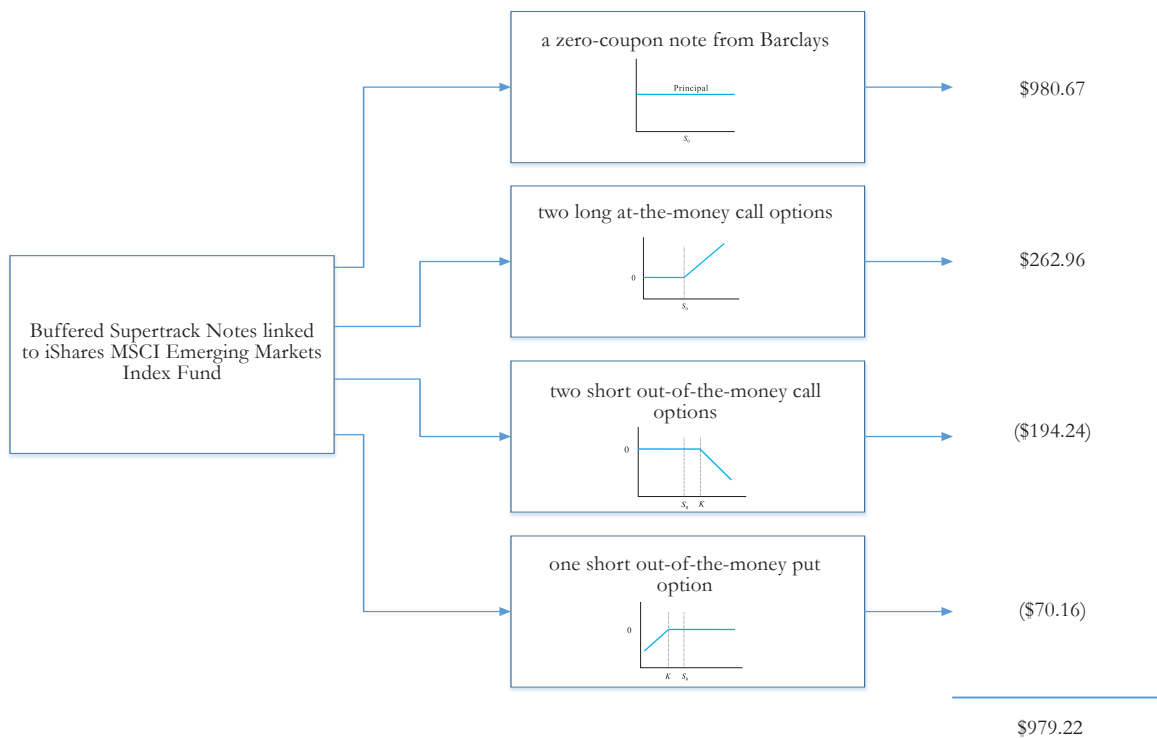 a zero-coupon note from Barclays
Principal
S₀
$980.67
two long at-the-money call options
0
S₀
$262.96
Buffered Supertrack Notes linked
to iShares MSCI Emerging Markets
Index Fund
two short out-of-the-money call
options
0
S₀ K
($194.24)
one short out-of-the-money put
option
0
K S₀
($70.16)
$979.22